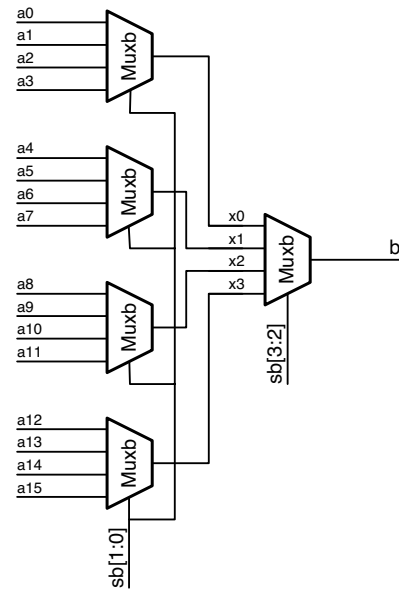 a0
a1
a2
a3
Muxb
a4
a5
a6
a7
Muxb
x0
x1
x2
x3
Muxb
b
a8
a9
a10
a11
Muxb
sb[3:2]
a12
a13
a14
a15
Muxb
sb[1:0]